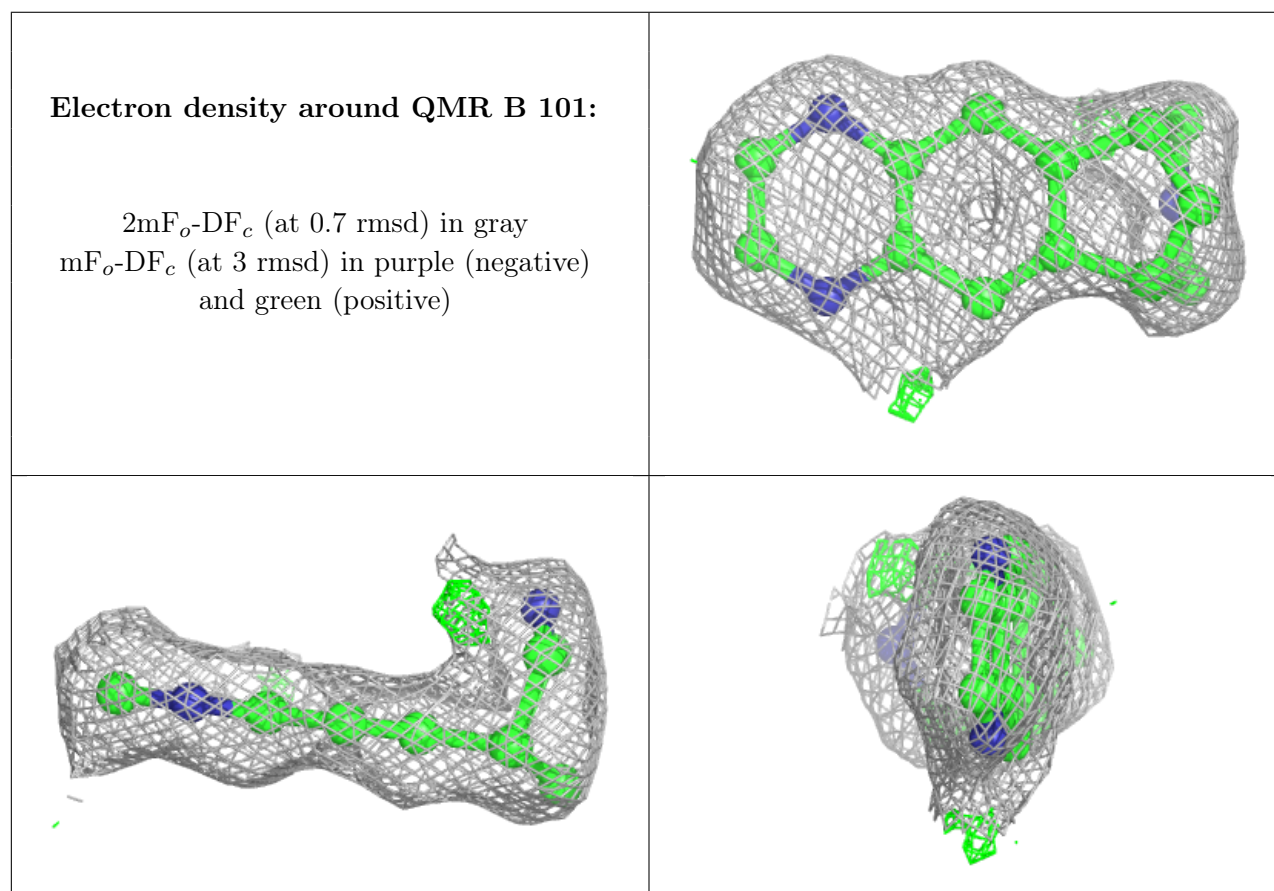 Electron density around QMR B 101:
2mFₒ-DF𝒸 (at 0.7 rmsd) in gray
mFₒ-DF𝒸 (at 3 rmsd) in purple (negative)
and green (positive)